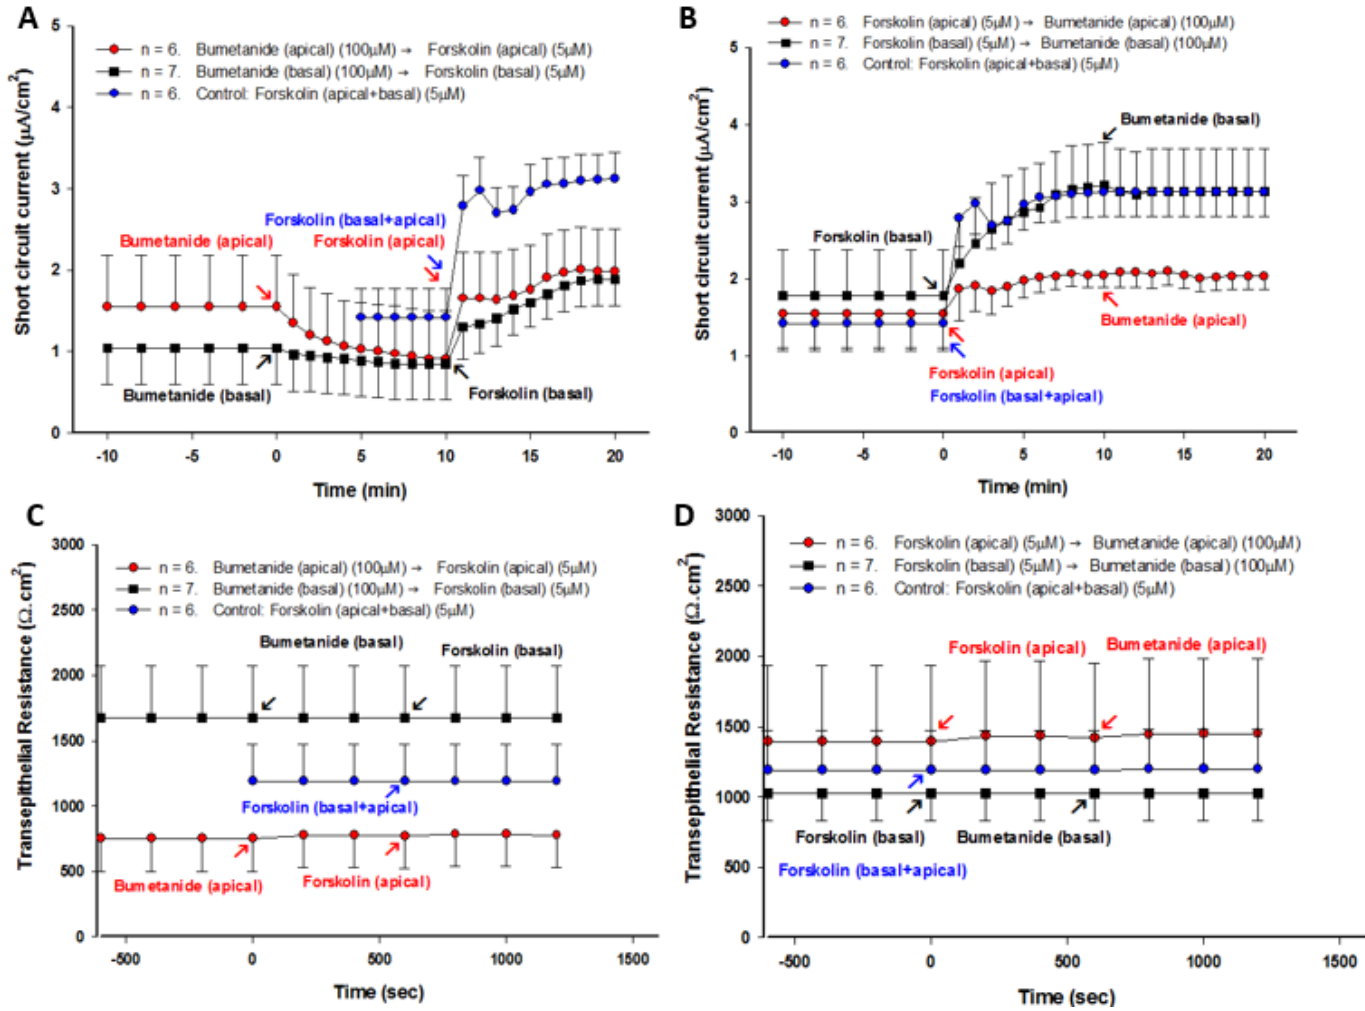 A
n = 6. Bumetanide (apical) (100µM) → Forskolin (apical) (5µM)
n = 7. Bumetanide (basal) (100µM) → Forskolin (basal) (5µM)
n = 6. Control: Forskolin (apical+basal) (5µM)
Short circuit current (µA/cm²)
5
4
3
2
1
0
Forskolin (basal+apical)
Bumetanide (apical)
Forskolin (apical)
Bumetanide (basal)
Forskolin (basal)
-10
-5
0
5
10
15
20
Time (min)
B
n = 6. Forskolin (apical) (5µM) → Bumetanide (apical) (100µM)
n = 7. Forskolin (basal) (5µM) → Bumetanide (basal) (100µM)
n = 6. Control: Forskolin (apical+basal) (5µM)
Short circuit current (µA/cm²)
5
4
3
2
1
0
Bumetanide (basal)
Forskolin (basal)
Bumetanide (apical)
Forskolin (apical)
Forskolin (basal+apical)
-10
-5
0
5
10
15
20
Time (min)
C
n = 6. Bumetanide (apical) (100µM) → Forskolin (apical) (5µM)
n = 7. Bumetanide (basal) (100µM) → Forskolin (basal) (5µM)
n = 6. Control: Forskolin (apical+basal) (5µM)
Transepithelial Resistance (Ω.cm²)
3000
2500
2000
1500
1000
500
0
Bumetanide (basal)
Forskolin (basal)
Forskolin (basal+apical)
Bumetanide (apical)
Forskolin (apical)
-500
0
500
1000
1500
Time (sec)
D
n = 6. Forskolin (apical) (5µM) → Bumetanide (apical) (100µM)
n = 7. Forskolin (basal) (5µM) → Bumetanide (basal) (100µM)
n = 6. Control: Forskolin (apical+basal) (5µM)
Transepithelial Resistance (Ω.cm²)
3000
2500
2000
1500
1000
500
0
Forskolin (apical)
Bumetanide (apical)
Forskolin (basal)
Bumetanide (basal)
Forskolin (basal+apical)
-500
0
500
1000
1500
Time (sec)